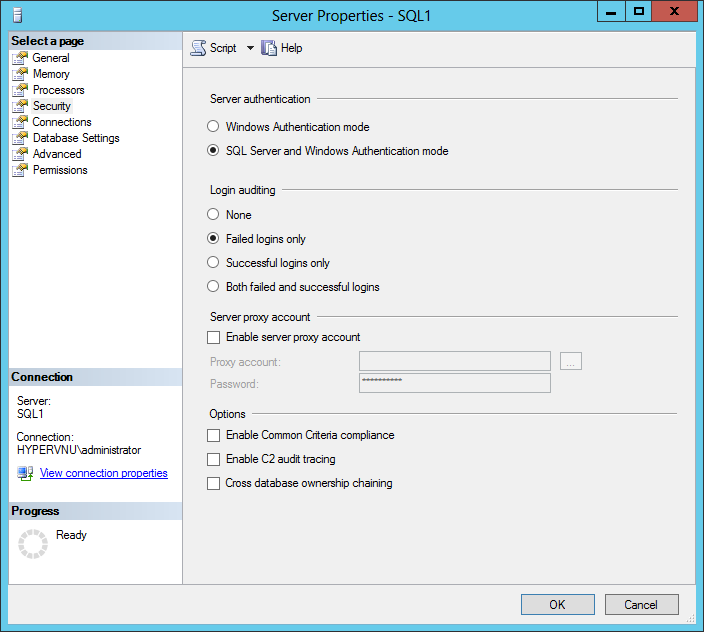 Server Properties - SQL1
Select a page
General
Memory
Processors
Security
Connections
Database Settings
Advanced
Permissions
Script
Help
Server authentication
Windows Authentication mode
SQL Server and Windows Authentication mode
Login auditing
None
Failed logins only
Successful logins only
Both failed and successful logins
Server proxy account
Enable server proxy account
Proxy account:
...
Password:
**********
Options
Enable Common Criteria compliance
Enable C2 audit tracing
Cross database ownership chaining
Connection
Server:
SQL1
Connection:
HYPERVNU\administrator
View connection properties
Progress
Ready
OK
Cancel